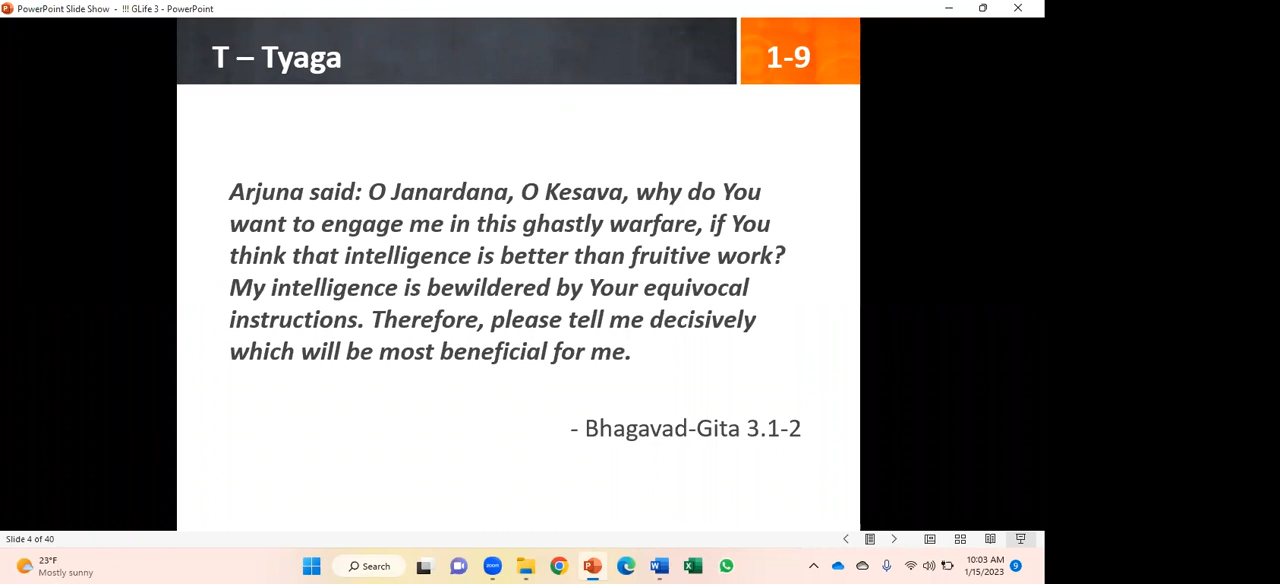 PowerPoint Slide Show - !!! GLife 3 - PowerPoint
T – Tyaga
1-9
Arjuna said: O Janardana, O Kesava, why do You
want to engage me in this ghastly warfare, if You
think that intelligence is better than fruitive work?
My intelligence is bewildered by Your equivocal
instructions. Therefore, please tell me decisively
which will be most beneficial for me.
- Bhagavad-Gita 3.1-2
Slide 4 of 40
23°F
Mostly sunny
Search
zoom
10:03 AM
1/15/2023
9